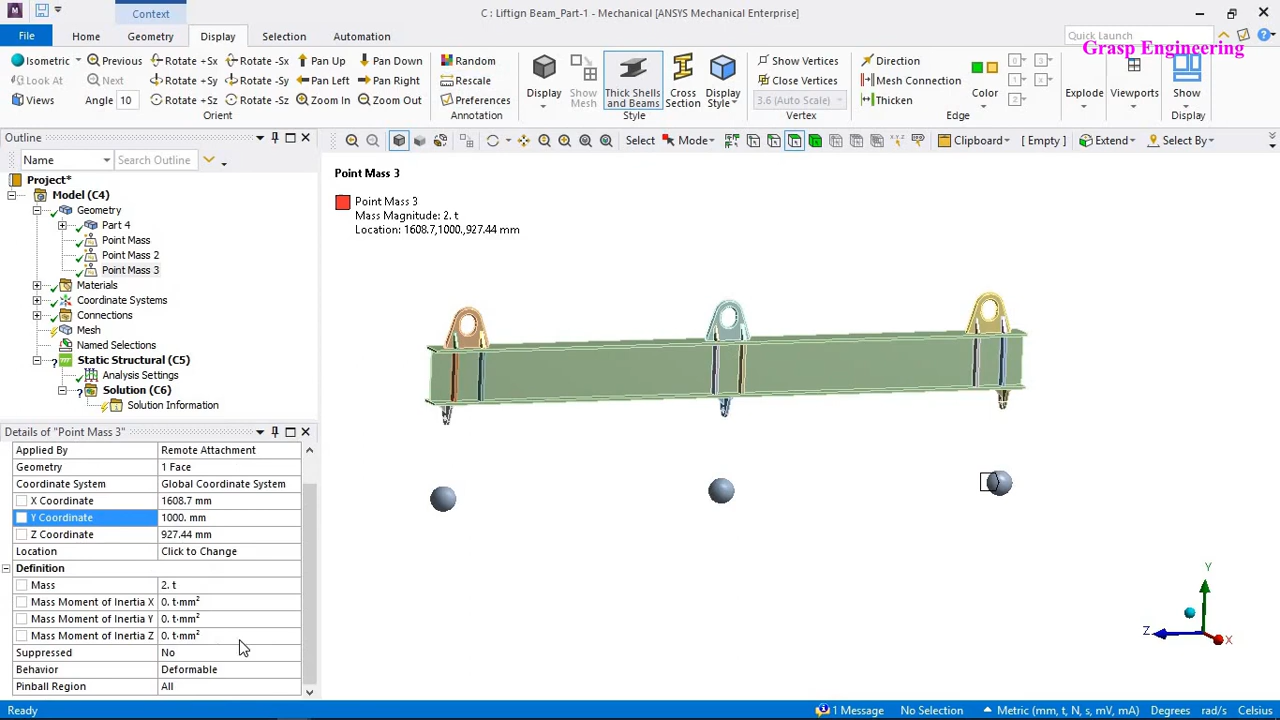 Context
C : Liftign Beam_Part-1 - Mechanical [ANSYS Mechanical Enterprise]
File Home Geometry Display Selection Automation Quick Launch
Grasp Engineering
Isometric Previous Rotate +Sx Rotate -Sx Pan Up Pan Down Random Show Vertices Direction
Look At Next Rotate +Sy Rotate -Sy Pan Left Pan Right Rescale Close Vertices Mesh Connection
Views Angle 10 Rotate +Sz Rotate -Sz Zoom In Zoom Out Preferences 3.6 (Auto Scale) Thicken
Display Show Mesh Thick Shells and Beams Cross Section Display Style Color Explode Viewports Show
Orient Annotation Style Vertex Edge Display
Outline
Name Search Outline
Select Mode Clipboard [ Empty ] Extend Select By
Project*
Model (C4)
Geometry
Part 4
Point Mass
Point Mass 2
Point Mass 3
Materials
Coordinate Systems
Connections
Mesh
Named Selections
Static Structural (C5)
Analysis Settings
Solution (C6)
Solution Information
Details of "Point Mass 3"
Applied By Remote Attachment
Geometry 1 Face
Coordinate System Global Coordinate System
X Coordinate 1608.7 mm
Y Coordinate 1000. mm
Z Coordinate 927.44 mm
Location Click to Change
Definition
Mass 2. t
Mass Moment of Inertia X 0. t·mm²
Mass Moment of Inertia Y 0. t·mm²
Mass Moment of Inertia Z 0. t·mm²
Suppressed No
Behavior Deformable
Pinball Region All
Point Mass 3
Point Mass 3
Mass Magnitude: 2. t
Location: 1608.7,1000.,927.44 mm
Y
Z
X
Ready 1 Message No Selection Metric (mm, t, N, s, mV, mA) Degrees rad/s Celsius